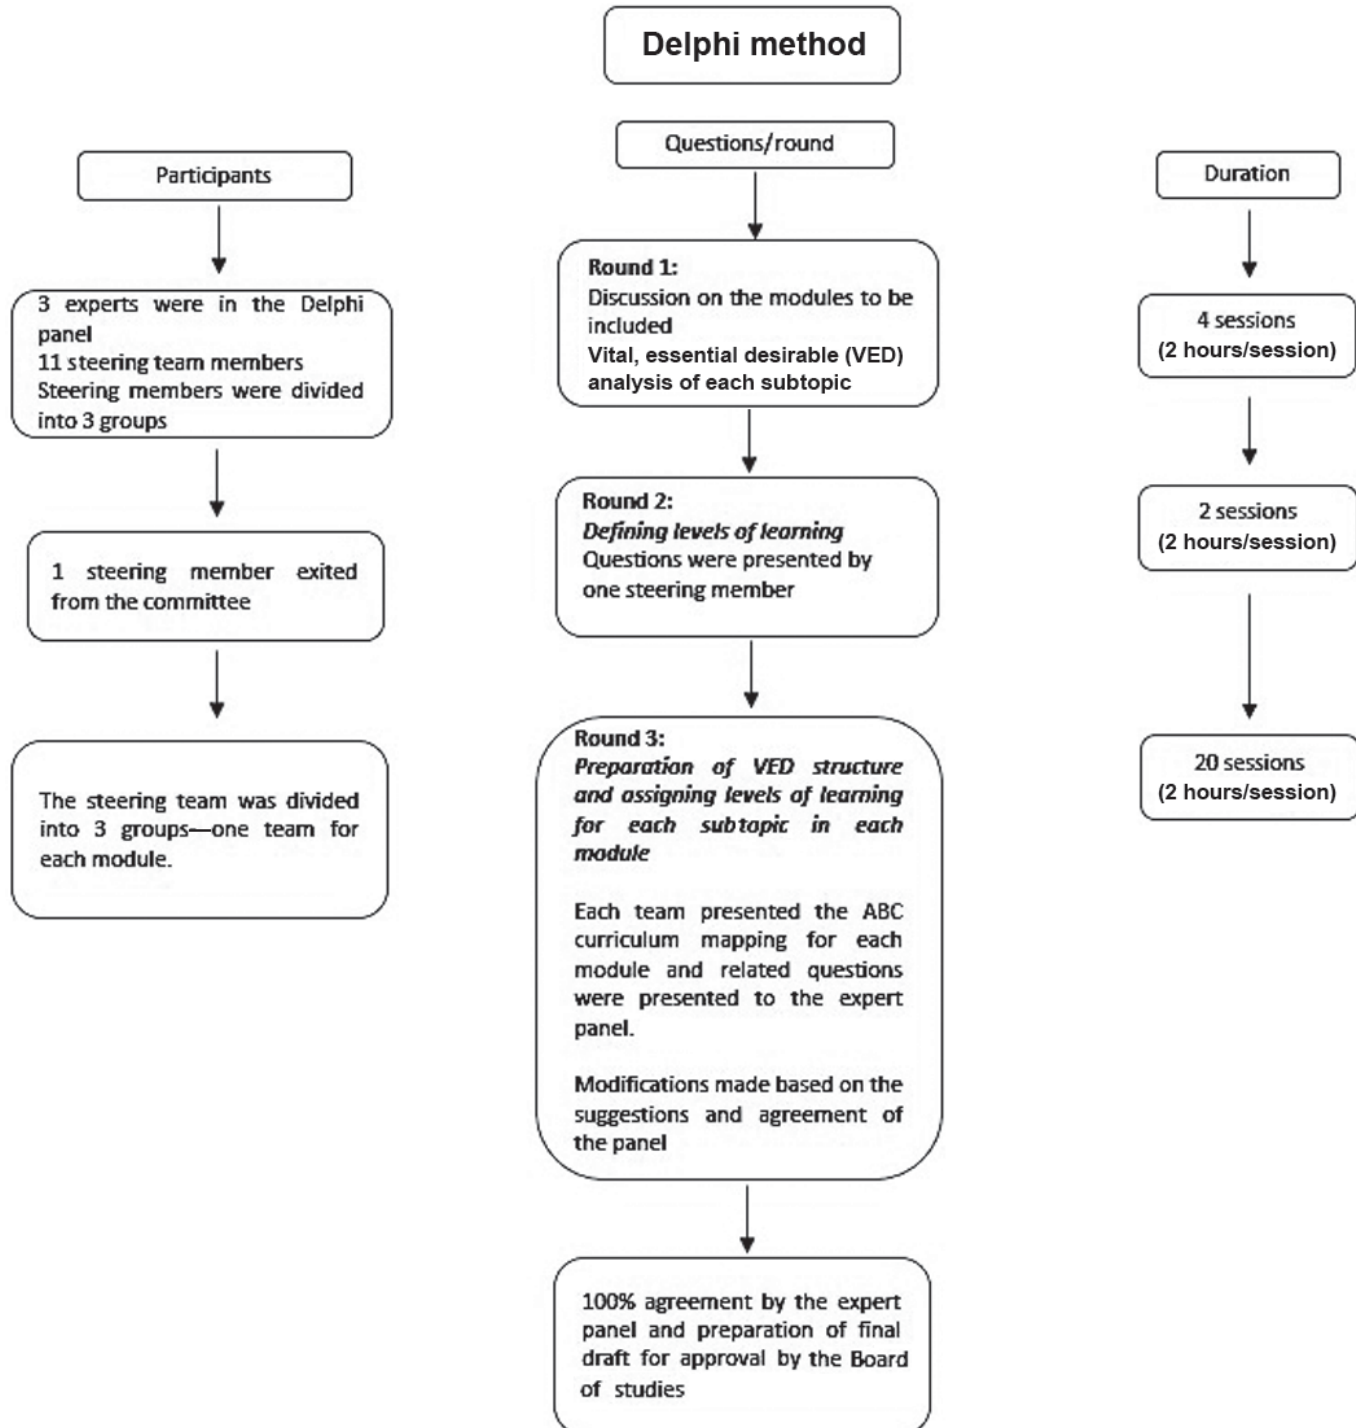 Delphi method
Questions/round
Participants
Duration
3 experts were in the Delphi
panel
11 steering team members
Steering members were divided
into 3 groups
Round 1:
Discussion on the modules to be
included
Vital, essential desirable (VED)
analysis of each subtopic
4 sessions
(2 hours/session)
1 steering member exited
from the committee
Round 2:
Defining levels of learning
Questions were presented by
one steering member
2 sessions
(2 hours/session)
The steering team was divided
into 3 groups—one team for
each module.
Round 3:
Preparation of VED structure
and assigning levels of learning
for each subtopic in each
module
Each team presented the ABC
curriculum mapping for each
module and related questions
were presented to the expert
panel.
Modifications made based on the
suggestions and agreement of
the panel
20 sessions
(2 hours/session)
100% agreement by the expert
panel and preparation of final
draft for approval by the Board
of studies